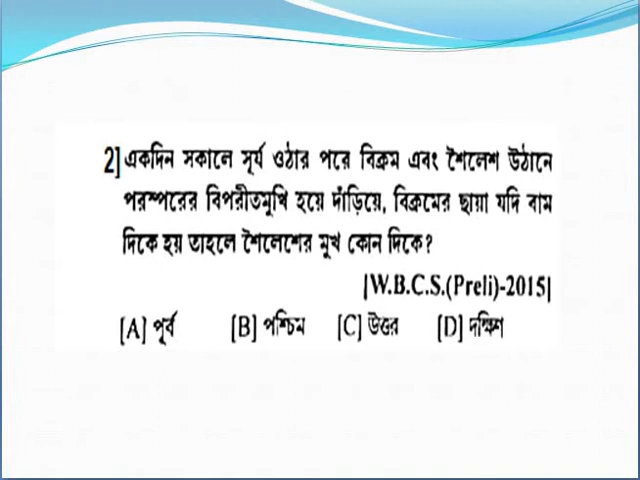 2] একদিন সকালে সূর্য ওঠার পরে বিক্রম এবং শৈলেশ উঠানে
পরস্পরের বিপরীতমুখি হয়ে দাঁড়িয়ে, বিক্রমের ছায়া যদি বাম
দিকে হয় তাহলে শৈলেশের মুখ কোন দিকে?
|W.B.C.S.(Preli)-2015|
[A] পূর্ব [B] পশ্চিম [C] উত্তর [D] দক্ষিণ